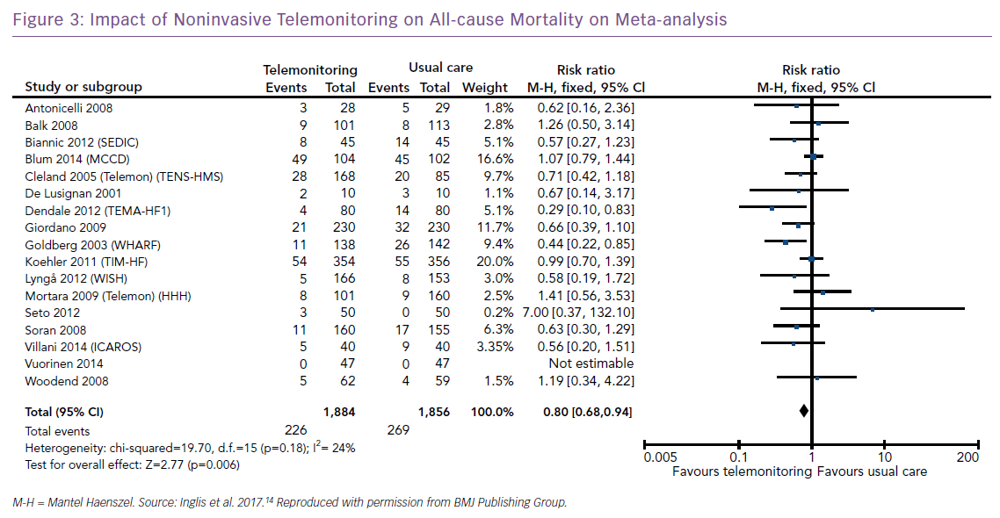 Figure 3: Impact of Noninvasive Telemonitoring on All-cause Mortality on Meta-analysis
Telemonitoring Usual care Risk ratio Risk ratio
Study or subgroup Events Total Events Total Weight M-H, fixed, 95% CI M-H, fixed, 95% CI
Antonicelli 2008 3 28 5 29 1.8% 0.62 [0.16, 2.36]
Balk 2008 9 101 8 113 2.8% 1.26 (0.50, 3.14]
Biannic 2012 (SEDIC) 8 45 14 45 5.1% 0.57 [0.27, 1.23]
Blum 2014 (MCCD) 49 104 45 102 16.6% 1.07 [0.79, 1.44]
Cleland 2005 (Telemon) (TENS-HMS) 28 168 20 85 9.7% 0.71 [0.42, 1.18]
De Lusignan 2001 2 10 3 10 1.1% 0.67 [0.14, 3.17]
Dendale 2012 (TEMA-HF1) 4 80 14 80 5.1% 0.29 [0.10, 0.83]
Giordano 2009 21 230 32 230 11.7% 0.66 [0.39, 1.10]
Goldberg 2003 (WHARF) 11 138 26 142 9.4% 0.44 [0.22, 0.85]
Koehler 2011 (TIM-HF) 54 354 55 356 20.0% 0.99 [0.70, 1.39]
Lyngå 2012 (WISH) 5 166 8 153 3.0% 0.58 [0.19, 1.72]
Mortara 2009 (Telemon) (HHH) 8 101 9 160 2.5% 1.41 [0.56, 3.53]
Seto 2012 3 50 0 50 0.2% 7.00 [0.37, 132.10]
Soran 2008 11 160 17 155 6.3% 0.63 [0.30, 1.29]
Villani 2014 (ICAROS) 5 40 9 40 3.35% 0.56 [0.20, 1.51]
Vuorinen 2014 0 47 0 47 Not estimable
Woodend 2008 5 62 4 59 1.5% 1.19 [0.34, 4.22]
Total (95% CI) 1,884 1,856 100.0% 0.80 [0.68,0.94]
Total events 226 269
Heterogeneity: chi-squared=19.70, d.f.=15 (p=0.18); I²= 24%
Test for overall effect: Z=2.77 (p=0.006)
0.005 0.1 1 10 200
Favours telemonitoring Favours usual care
M-H = Mantel Haenszel. Source: Inglis et al. 2017.¹⁴ Reproduced with permission from BMJ Publishing Group.